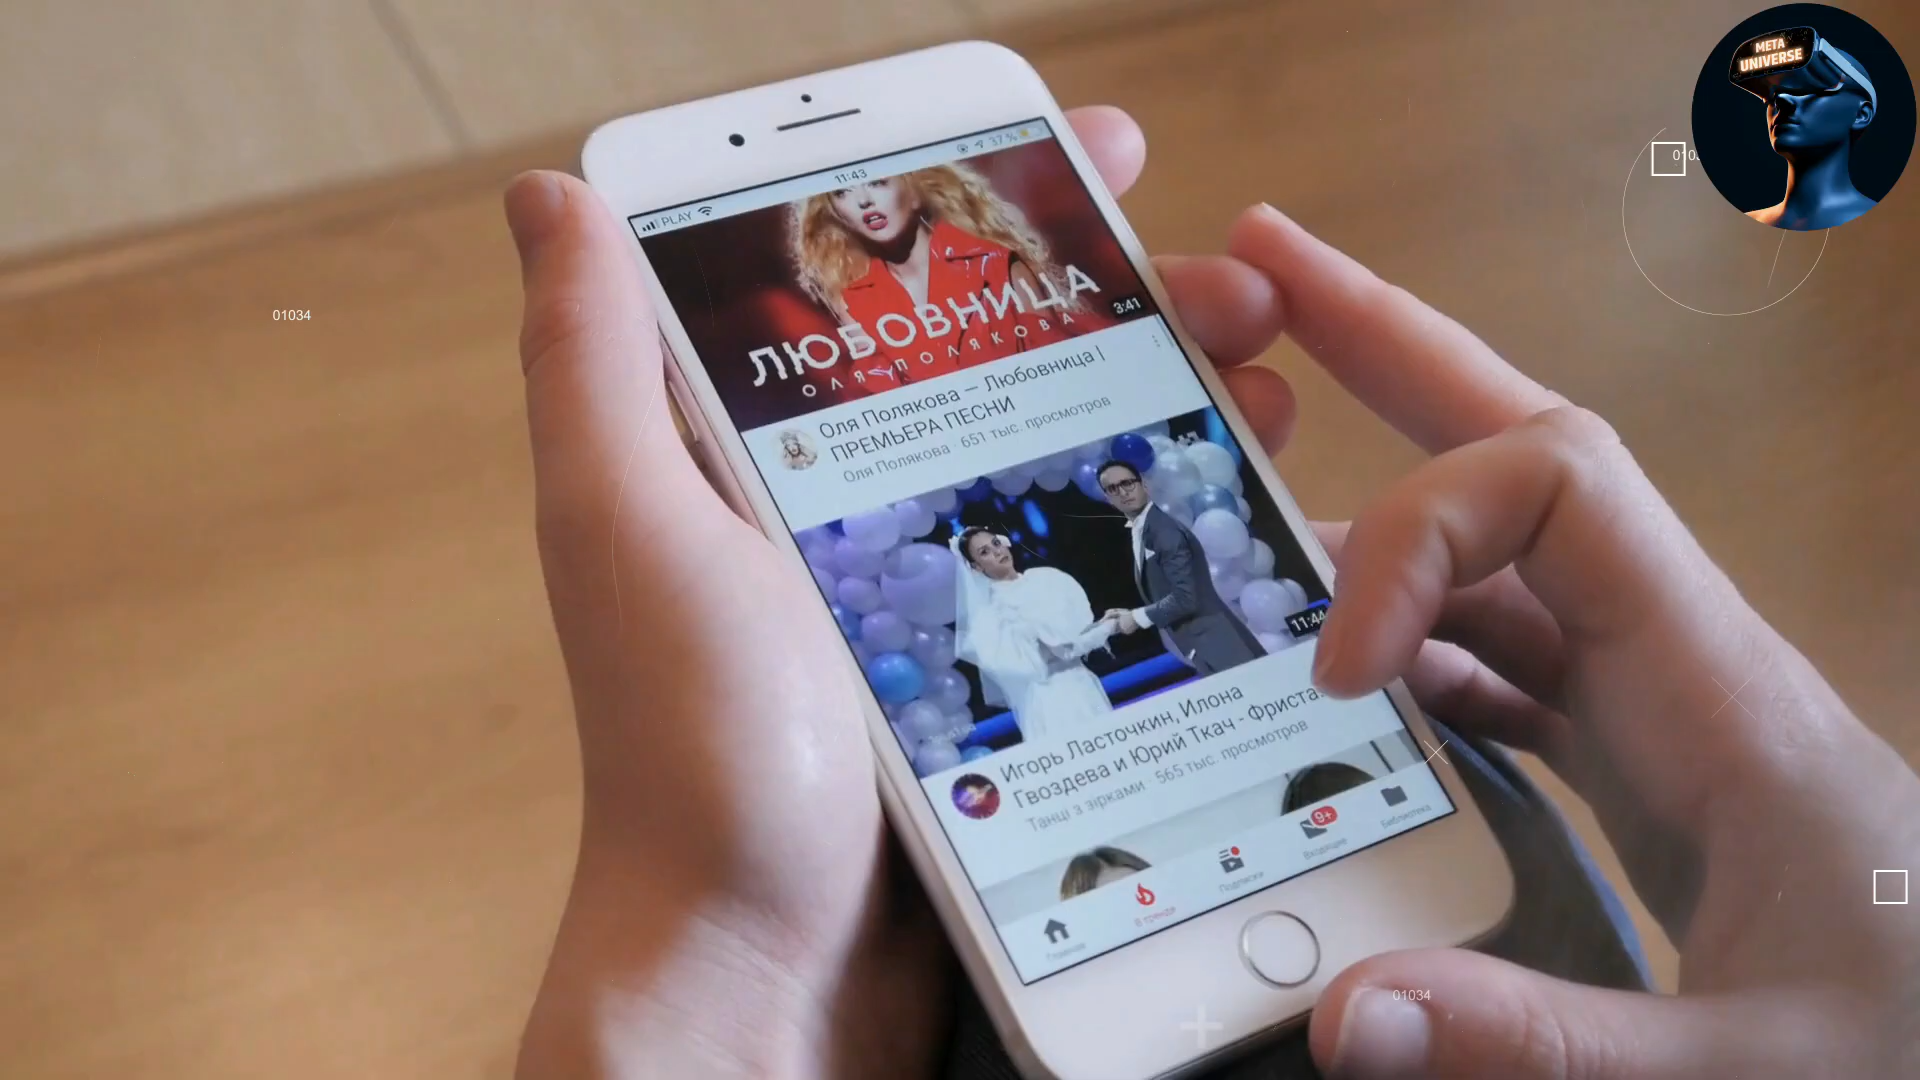 META
UNIVERSE
01034
01034
PLAY
11:43
37 %
ЛЮБОВНИЦА
ОЛЯ ПОЛЯКОВА
3:41
Оля Полякова – Любовница |
ПРЕМЬЕРА ПЕСНИ
Оля Полякова · 651 тыс. просмотров
11:44
Игорь Ласточкин, Илона
Гвоздева и Юрий Ткач - Фриста
Танці з зірками · 565 тыс. просмотров
Главная
В тренде
Подписки
9+
Входящие
Библиотека